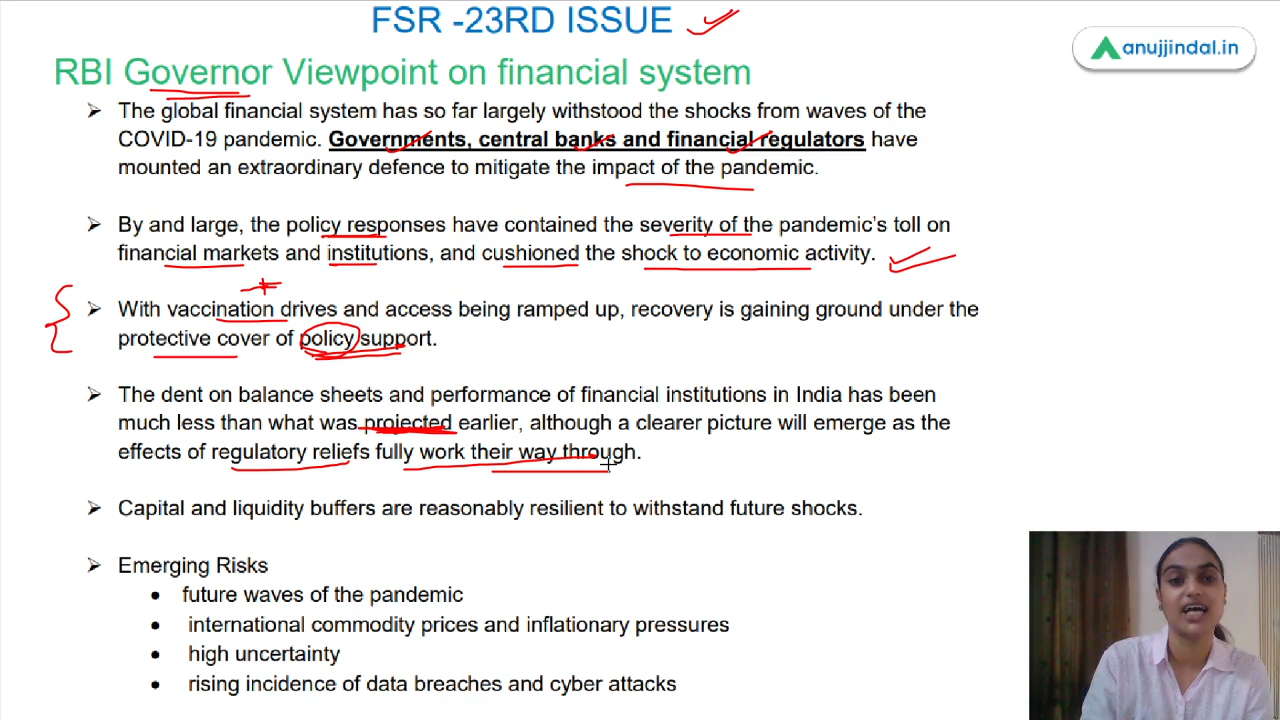 FSR -23RD ISSUE
anujjindal.in
RBI Governor Viewpoint on financial system
➢ The global financial system has so far largely withstood the shocks from waves of the
COVID-19 pandemic. Governments, central banks and financial regulators have
mounted an extraordinary defence to mitigate the impact of the pandemic.
➢ By and large, the policy responses have contained the severity of the pandemic's toll on
financial markets and institutions, and cushioned the shock to economic activity.
➢ With vaccination drives and access being ramped up, recovery is gaining ground under the
protective cover of policy support.
➢ The dent on balance sheets and performance of financial institutions in India has been
much less than what was projected earlier, although a clearer picture will emerge as the
effects of regulatory reliefs fully work their way through.
➢ Capital and liquidity buffers are reasonably resilient to withstand future shocks.
➢ Emerging Risks
• future waves of the pandemic
• international commodity prices and inflationary pressures
• high uncertainty
• rising incidence of data breaches and cyber attacks